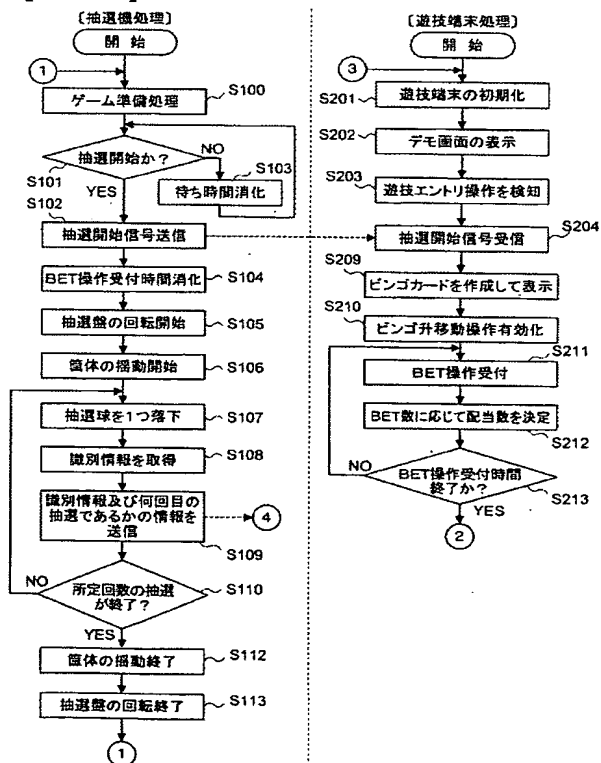 〔抽選機処理〕
開 始
1
ゲーム準備処理
S100
抽選開始か？
NO
S101
YES
S103
待ち時間消化
S102
抽選開始信号送信
BET操作受付時間消化
S104
抽選盤の回転開始
S105
筐体の揺動開始
S106
抽選球を1つ落下
S107
識別情報を取得
S108
識別情報及び何回目の
抽選であるかの情報を
送信
4
S109
NO
所定回数の抽選
が終了？
S110
YES
筐体の揺動終了
S112
抽選盤の回転終了
S113
1
〔遊技端末処理〕
開 始
3
S201
遊技端末の初期化
S202
デモ画面の表示
S203
遊技エントリ操作を検知
S204
抽選開始信号受信
S209
ビンゴカードを作成して表示
S210
ビンゴ升移動操作有効化
S211
BET操作受付
BET数に応じて配当数を決定
S212
NO
BET操作受付時間
終了か？
S213
YES
2